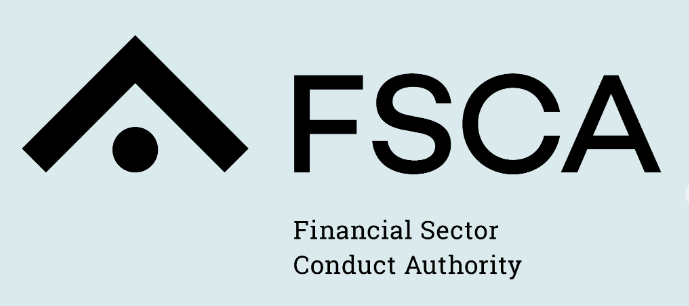 FSCA
Financial Sector
Conduct Authority